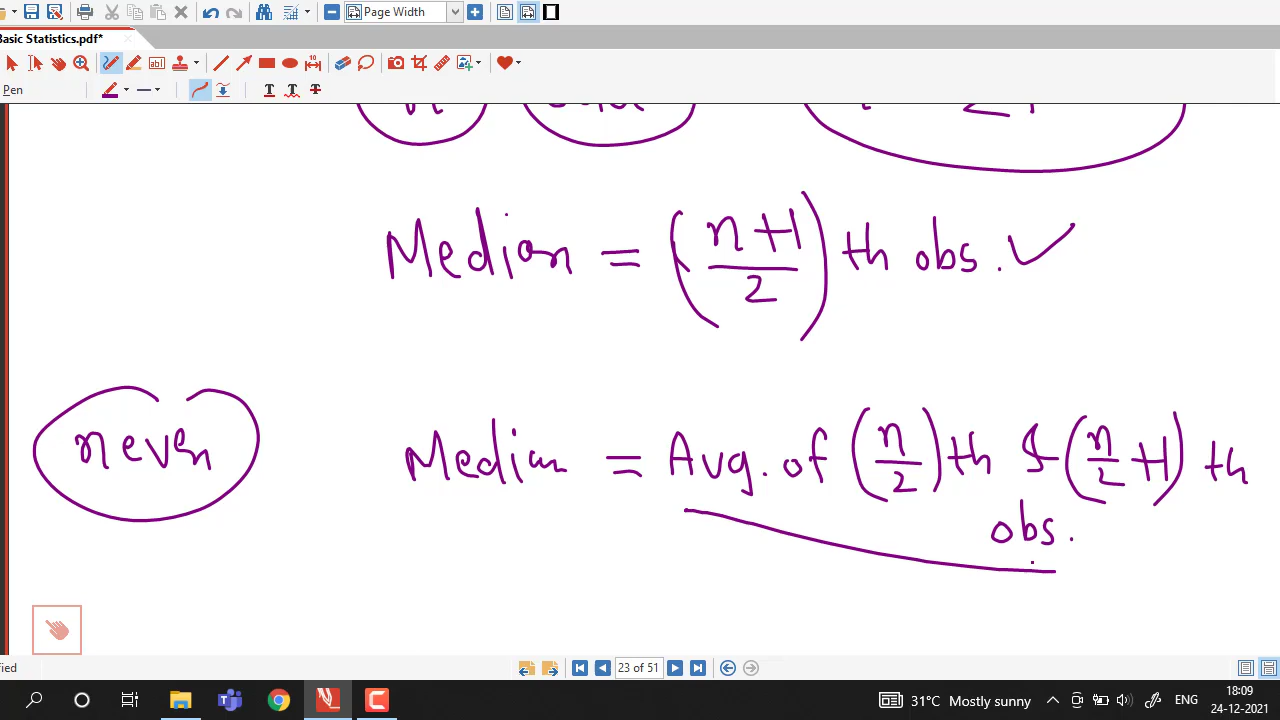 Page Width
Basic Statistics.pdf*
10
Pen
T T T
Median = (n+1/2) th obs. ✓
n even
Median = Avg. of (n/2) th & (n/2 + 1) th
obs.
23 of 51
31°C Mostly sunny
ENG
18:09
24-12-2021